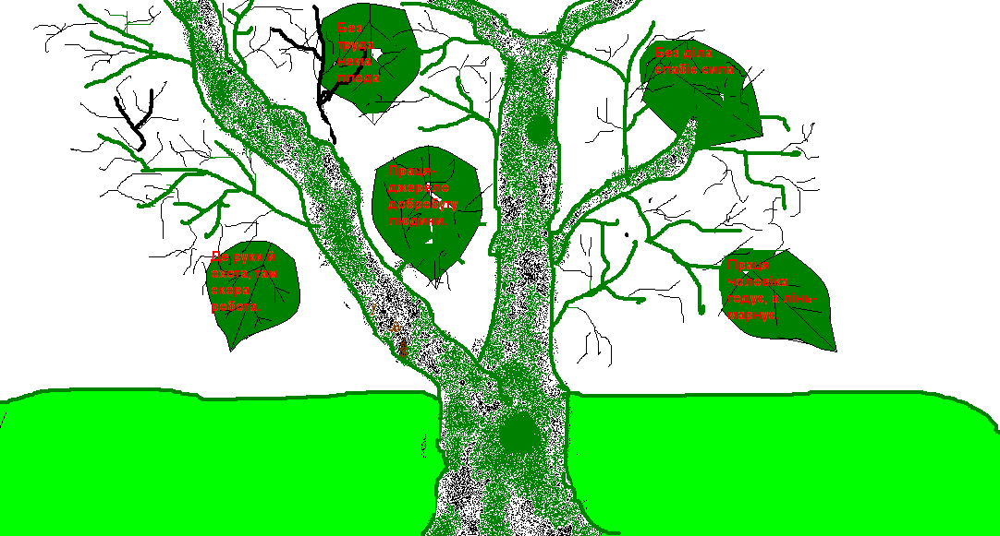 Без
труда
нема
плода
Без діла
слабіє сила
Праця-
джерело
добробуту
людини.
Де руки й
охота, там
скора
робота
Праця
чоловіка
годує, а лінь-
марнує.